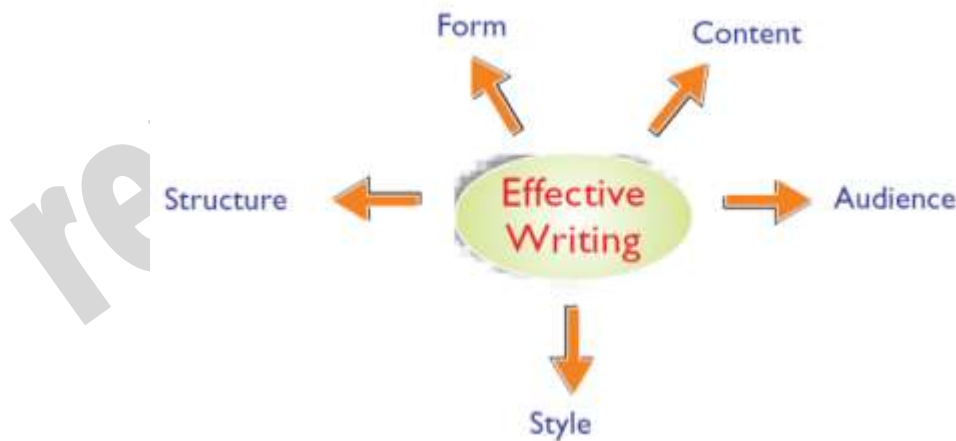 Form
Content
Structure
Effective
Writing
Audience
Style